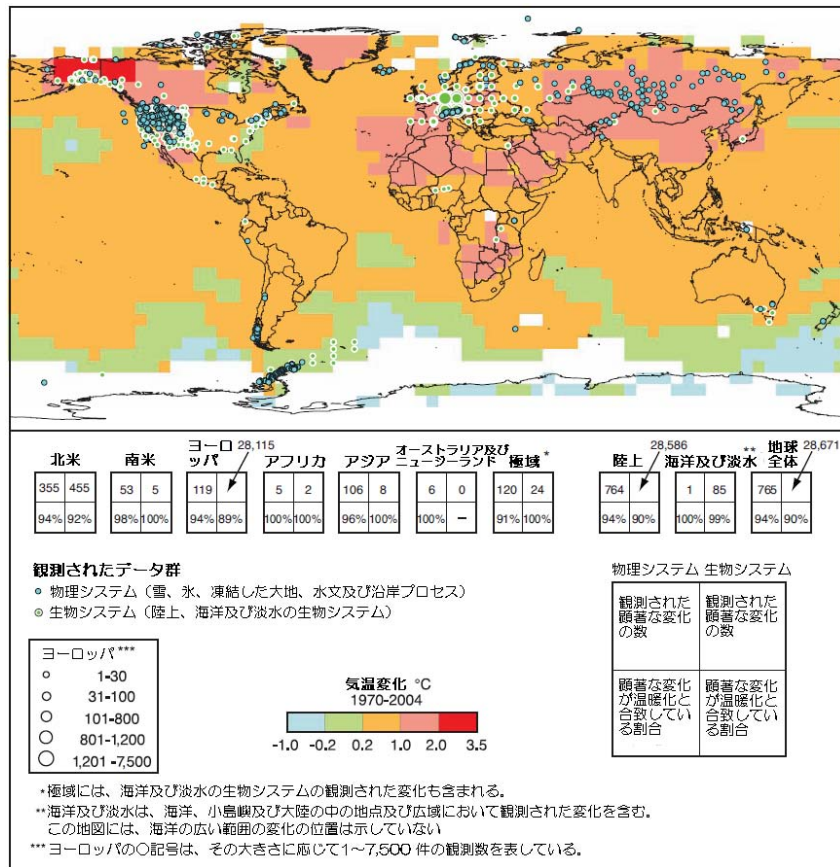 北米
南米
ヨーロ
ッパ
28,115
アフリカ
アジア
オーストラリア及び
ニュージーランド
極域*
陸上
28,586
海洋及び淡水**
地球
全体
28,671
355 455
94% 92%
53 5
98% 100%
119
94% 89%
5 2
100% 100%
106 8
96% 100%
6 0
100% –
120 24
91% 100%
764
94% 90%
1 85
100% 99%
765
94% 90%
観測されたデータ群
物理システム（雪、氷、凍結した大地、水文及び沿岸プロセス）
生物システム（陸上、海洋及び淡水の生物システム）
ヨーロッパ***
1-30
31-100
101-800
801-1,200
1,201 -7,500
気温変化 °C
1970-2004
-1.0 -0.2 0.2 1.0 2.0 3.5
物理システム 生物システム
観測された 観測された
顕著な変化 顕著な変化
の数 の数
顕著な変化 顕著な変化
が温暖化と が温暖化と
合致してい 合致してい
る割合 る割合
*極域には、海洋及び淡水の生物システムの観測された変化も含まれる。
**海洋及び淡水は、海洋、小島嶼及び大陸の中の地点及び広域において観測された変化を含む。
この地図には、海洋の広い範囲の変化の位置は示していない
***ヨーロッパの○記号は、その大きさに応じて1～7,500 件の観測数を表している。